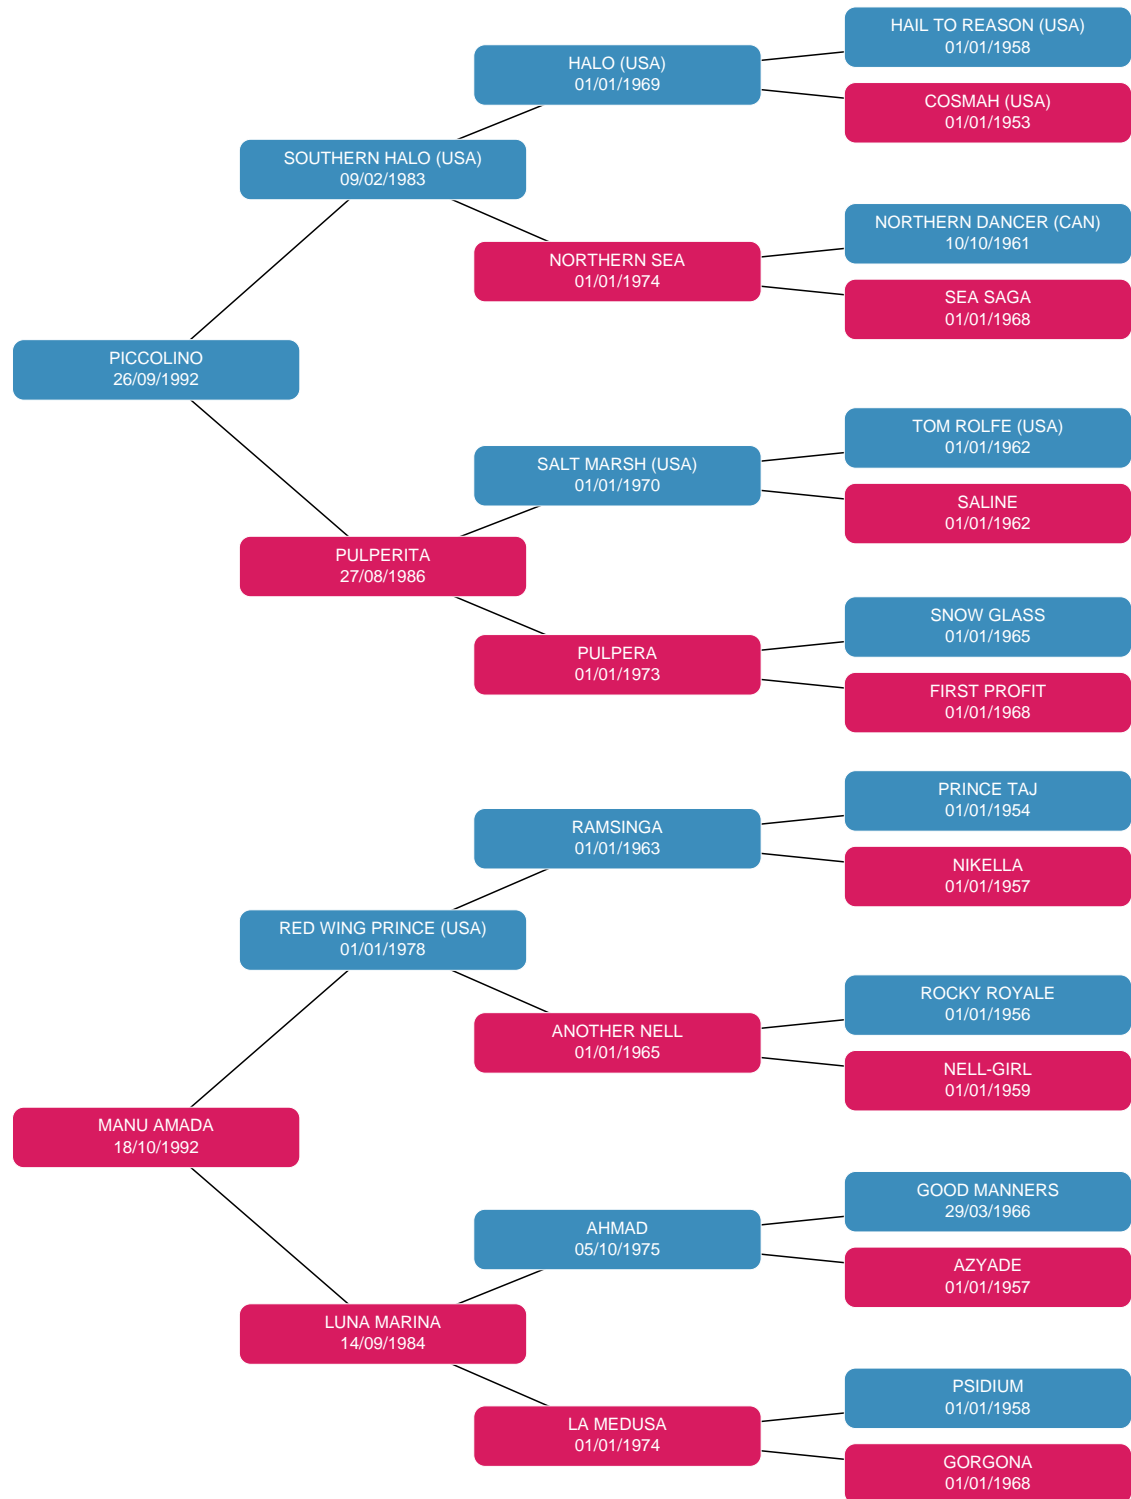 HAIL TO REASON (USA)
01/01/1958
HALO (USA)
01/01/1969
COSMAH (USA)
01/01/1953
SOUTHERN HALO (USA)
09/02/1983
NORTHERN DANCER (CAN)
10/10/1961
NORTHERN SEA
01/01/1974
SEA SAGA
01/01/1968
PICCOLINO
26/09/1992
TOM ROLFE (USA)
01/01/1962
SALT MARSH (USA)
01/01/1970
SALINE
01/01/1962
PULPERITA
27/08/1986
SNOW GLASS
01/01/1965
PULPERA
01/01/1973
FIRST PROFIT
01/01/1968
PRINCE TAJ
01/01/1954
RAMSINGA
01/01/1963
NIKELLA
01/01/1957
RED WING PRINCE (USA)
01/01/1978
ROCKY ROYALE
01/01/1956
ANOTHER NELL
01/01/1965
NELL-GIRL
01/01/1959
MANU AMADA
18/10/1992
GOOD MANNERS
29/03/1966
AHMAD
05/10/1975
AZYADE
01/01/1957
LUNA MARINA
14/09/1984
PSIDIUM
01/01/1958
LA MEDUSA
01/01/1974
GORGONA
01/01/1968